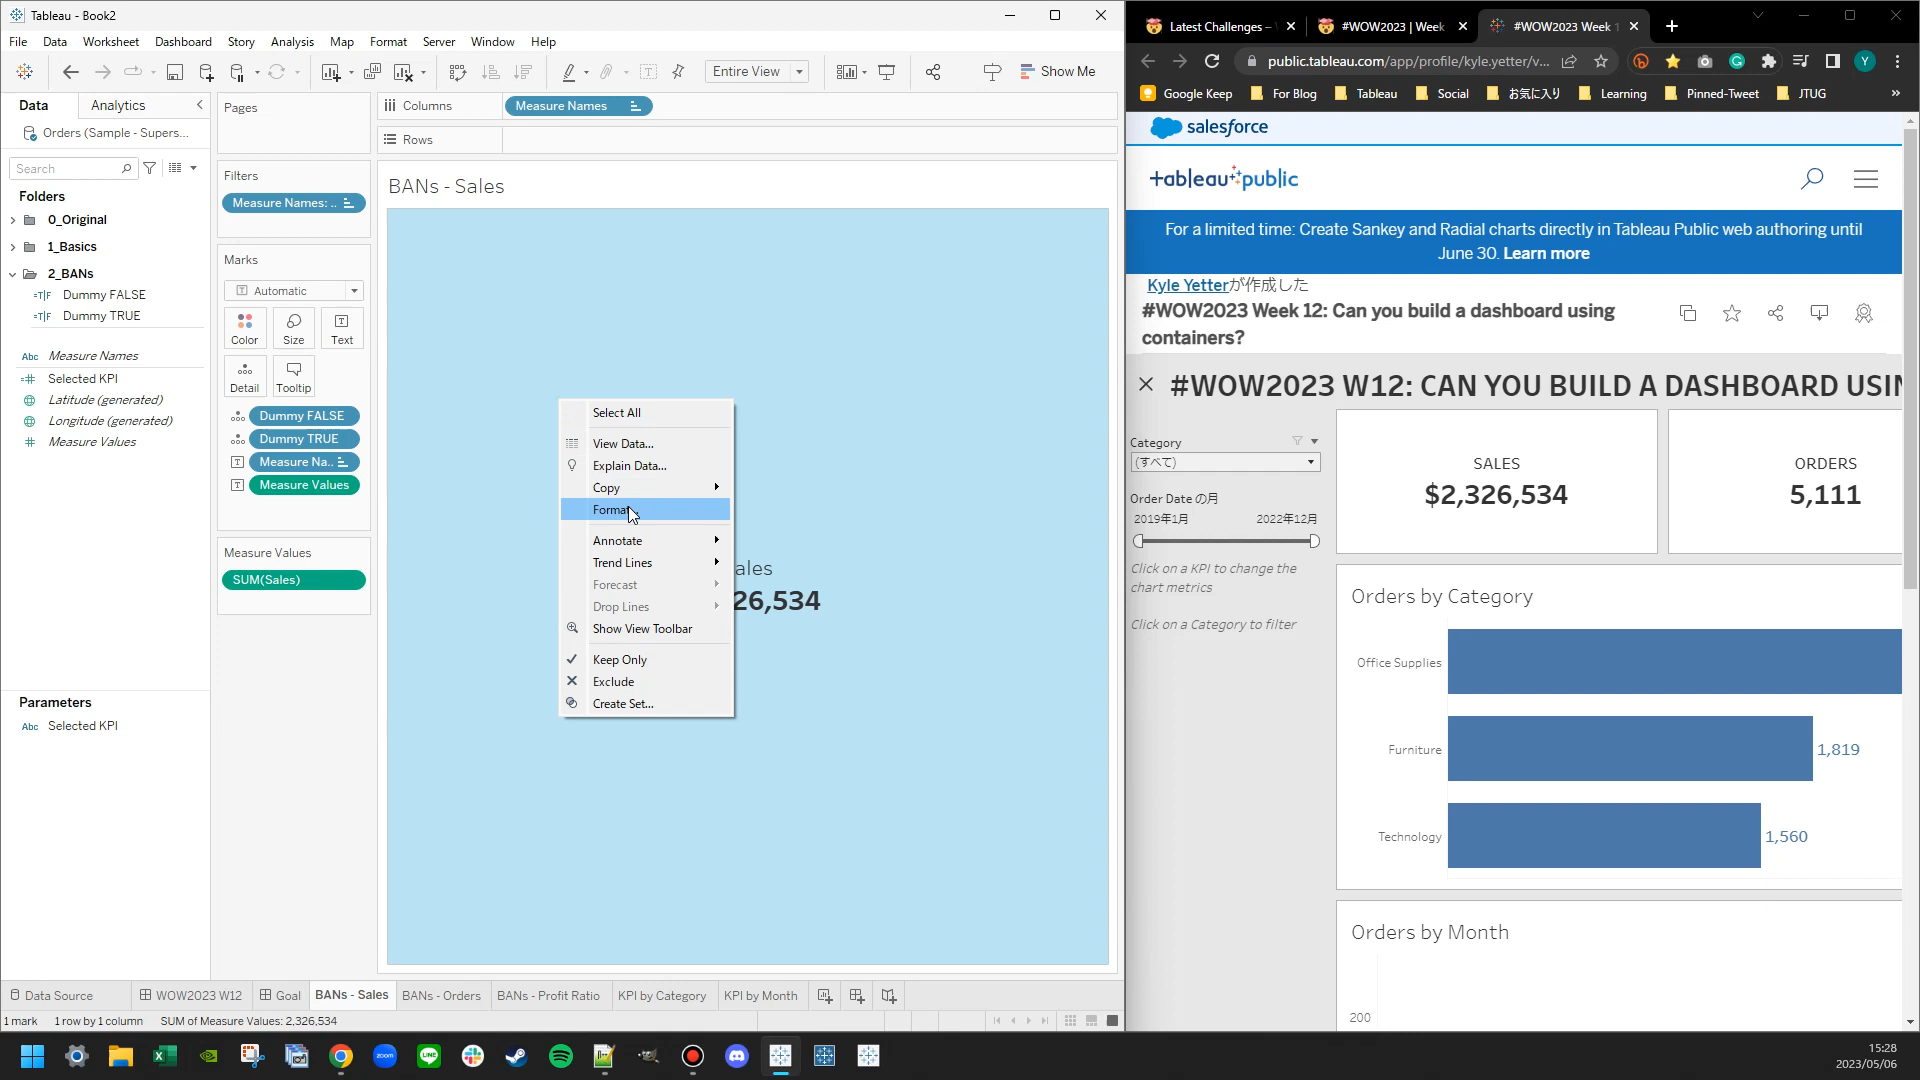 Tableau - Book2
File Data Worksheet Dashboard Story Analysis Map Format Server Window Help
Entire View
Show Me
Data Analytics
Orders (Sample - Supers...
Search
Folders
0_Original
1_Basics
2_BANs
Dummy FALSE
Dummy TRUE
Abc Measure Names
Selected KPI
Latitude (generated)
Longitude (generated)
Measure Values
Parameters
Abc Selected KPI
Pages
Filters
Measure Names: ..
Marks
Automatic
Color Size Text
Detail Tooltip
Dummy FALSE
Dummy TRUE
Measure Na..
Measure Values
Measure Values
SUM(Sales)
Columns
Measure Names
Rows
BANs - Sales
ales
26,534
Select All
View Data...
Explain Data...
Copy
Annotate
Trend Lines
Forecast
Drop Lines
Show View Toolbar
Keep Only
Exclude
Create Set...
Data Source WOW2023 W12 Goal BANs - Sales BANs - Orders BANs - Profit Ratio KPI by Category KPI by Month
1 mark 1 row by 1 column SUM of Measure Values: 2,326,534
Latest Challenges – #WOW2023 | Week #WOW2023 Week 1
public.tableau.com/app/profile/kyle.yetter/v...
Y
Google Keep For Blog Tableau Social お気に入り Learning Pinned-Tweet JTUG »
salesforce
+ableau public
For a limited time: Create Sankey and Radial charts directly in Tableau Public web authoring until
June 30. Learn more
Kyle Yetterが作成した
#WOW2023 Week 12: Can you build a dashboard using
containers?
#WOW2023 W12: CAN YOU BUILD A DASHBOARD USIN
Category
(すべて)
Order Date の月
2019年1月 2022年12月
Click on a KPI to change the
chart metrics
Click on a Category to filter
SALES
$2,326,534
ORDERS
5,111
Orders by Category
Office Supplies
Furniture 1,819
Technology 1,560
Orders by Month
200
zoom
LINE
15:28
2023/05/06